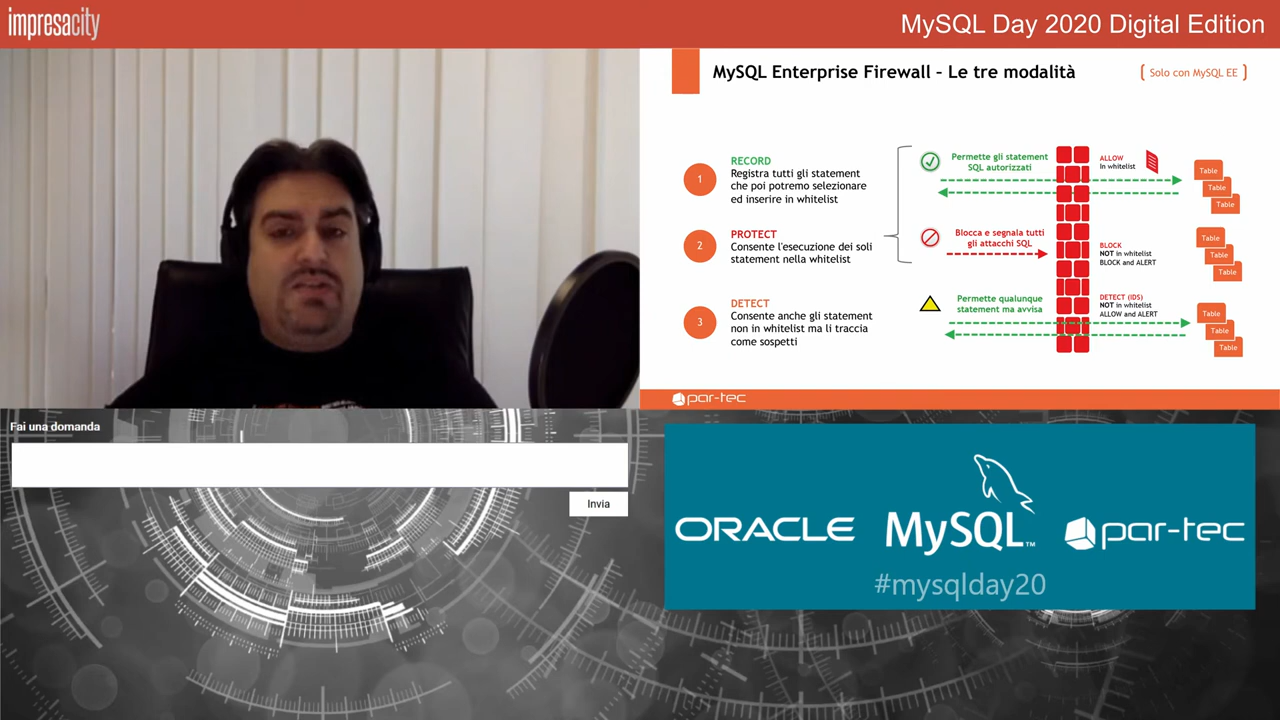 impresacity
MySQL Day 2020 Digital Edition
MySQL Enterprise Firewall – Le tre modalità
[ Solo con MySQL EE ]
1
RECORD
Registra tutti gli statement
che poi potremo selezionare
ed inserire in whitelist
2
PROTECT
Consente l'esecuzione dei soli
statement nella whitelist
3
DETECT
Consente anche gli statement
non in whitelist ma li traccia
come sospetti
Permette gli statement
SQL autorizzati
ALLOW
in whitelist
Table
Table
Table
Blocca e segnala tutti
gli attacchi SQL
BLOCK
NOT in whitelist
BLOCK and ALERT
Table
Table
Table
Permette qualunque
statement ma avvisa
DETECT (IDS)
NOT in whitelist
ALLOW and ALERT
Table
Table
Table
par-tec
Fai una domanda
Invia
ORACLE
MySQL™
par-tec
#mysqlday20